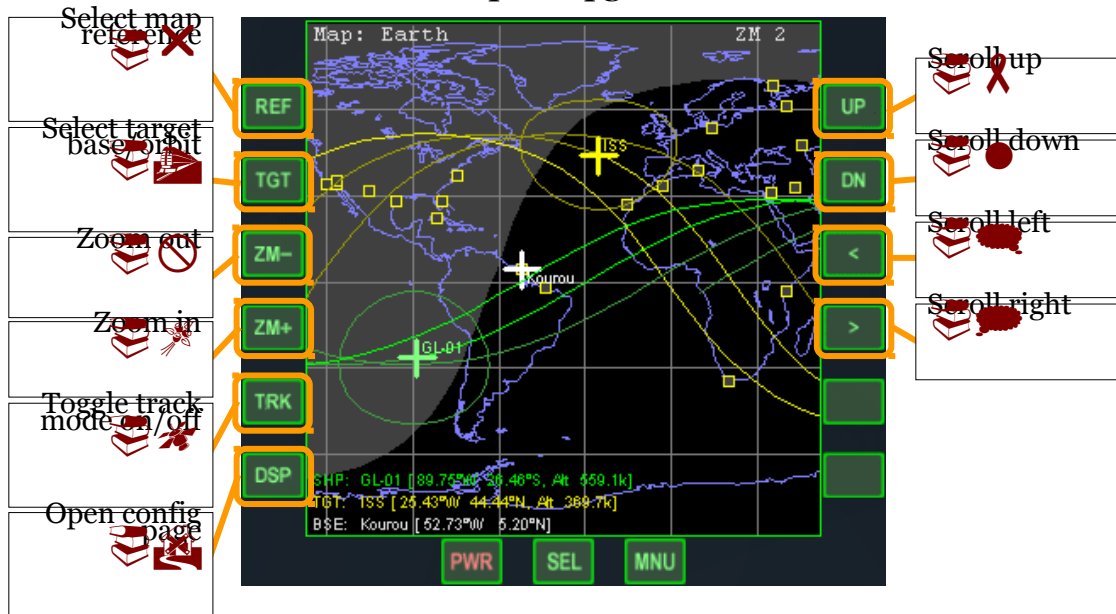 Select map
reference
Select target
base/orbit
Zoom out
Zoom in
Toggle track
mode on/off
Open config
page
REF
TGT
ZM−
ZM+
TRK
DSP
Map: Earth ZM 2
ISS
Kourou
GL-01
SHP: GL-01 [89.75°W 26.46°S, Alt 559.1k]
TGT: ISS [25.43°W 44.44°N, Alt 369.7k]
BSE: Kourou [52.73°W 5.20°N]
PWR SEL MNU
UP
DN
<
>
Scroll up
Scroll down
Scroll left
Scroll right